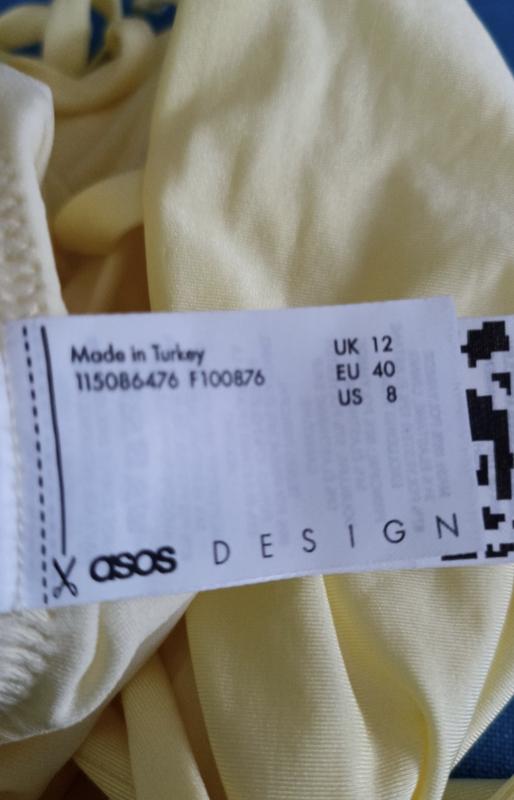 Made in Turkey
115086476 F100876
UK 12
EU 40
US 8
asos DESIGN